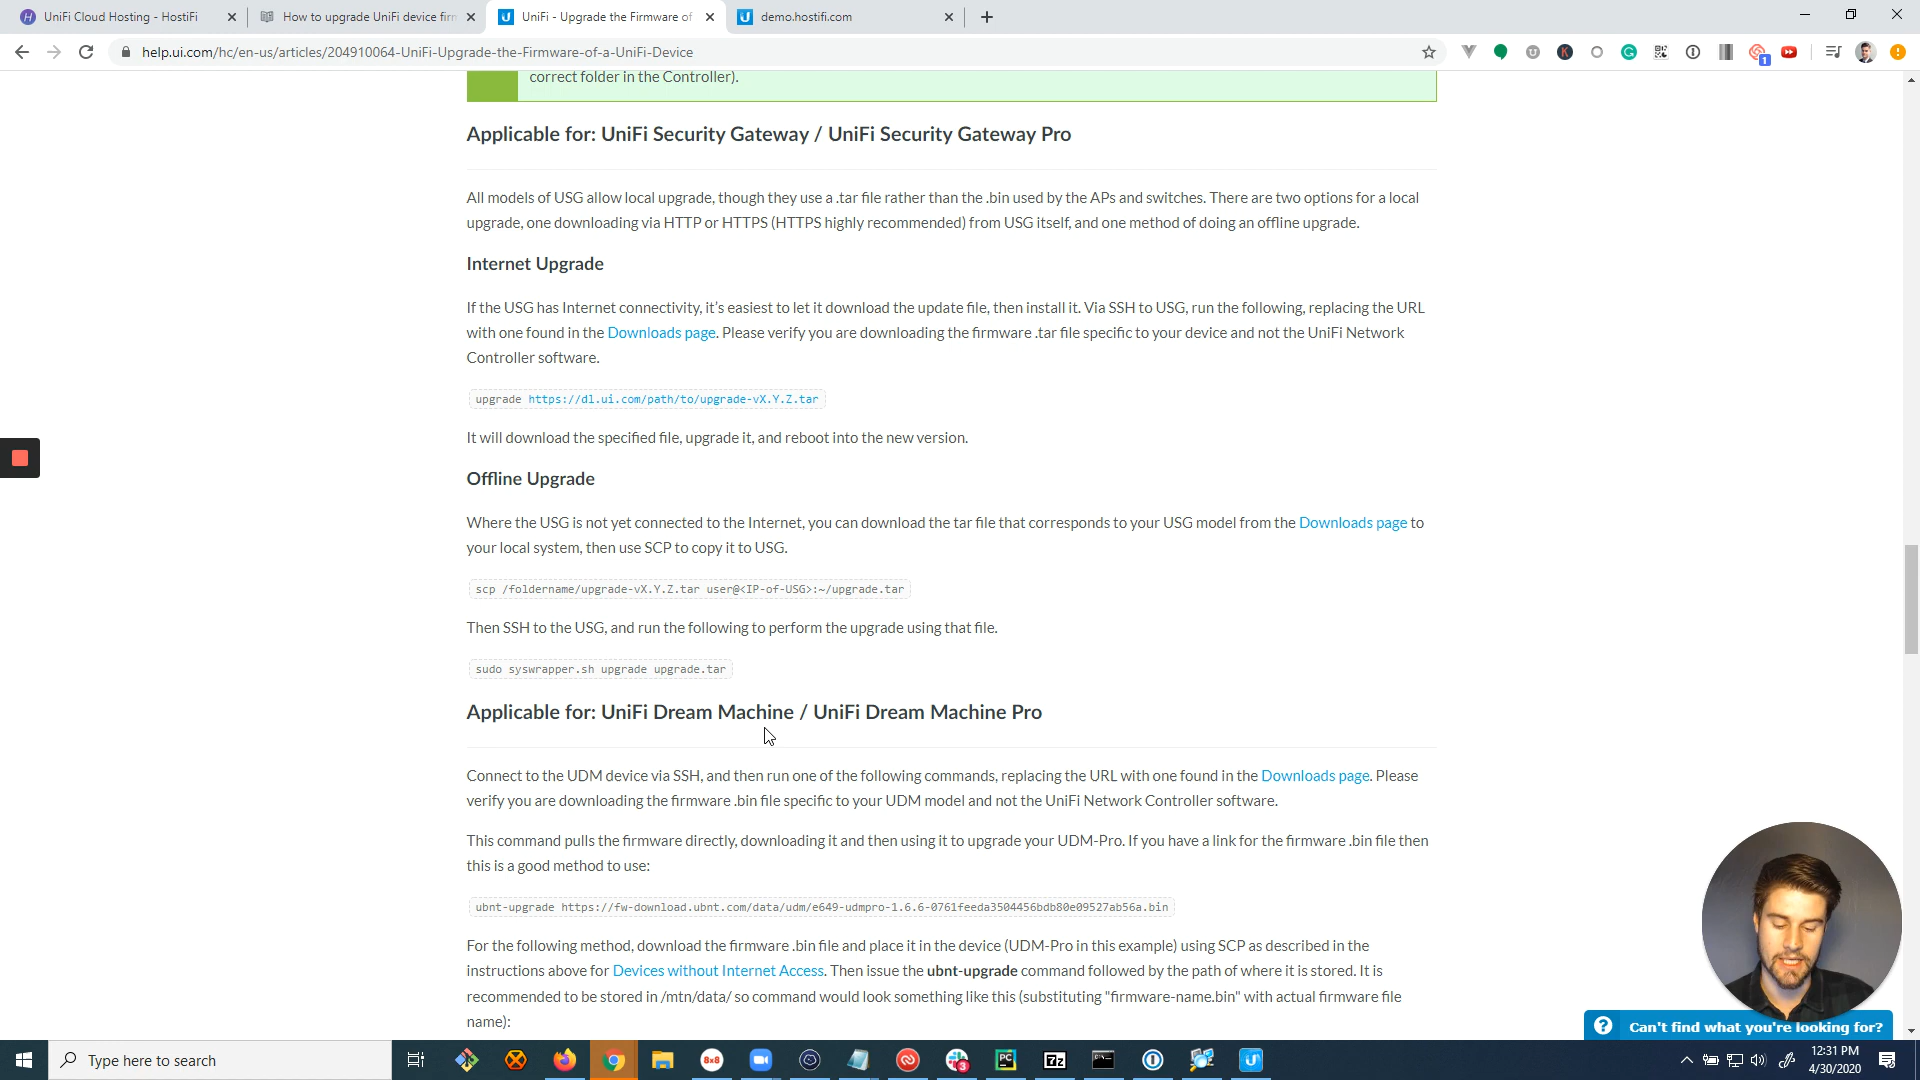 UniFi Cloud Hosting - HostiFi
How to upgrade UniFi device firm
UniFi - Upgrade the Firmware of
demo.hostifi.com
help.ui.com/hc/en-us/articles/204910064-UniFi-Upgrade-the-Firmware-of-a-UniFi-Device
correct folder in the Controller).
Applicable for: UniFi Security Gateway / UniFi Security Gateway Pro
All models of USG allow local upgrade, though they use a .tar file rather than the .bin used by the APs and switches. There are two options for a local
upgrade, one downloading via HTTP or HTTPS (HTTPS highly recommended) from USG itself, and one method of doing an offline upgrade.
Internet Upgrade
If the USG has Internet connectivity, it's easiest to let it download the update file, then install it. Via SSH to USG, run the following, replacing the URL
with one found in the Downloads page. Please verify you are downloading the firmware .tar file specific to your device and not the UniFi Network
Controller software.
upgrade https://dl.ui.com/path/to/upgrade-vX.Y.Z.tar
It will download the specified file, upgrade it, and reboot into the new version.
Offline Upgrade
Where the USG is not yet connected to the Internet, you can download the tar file that corresponds to your USG model from the Downloads page to
your local system, then use SCP to copy it to USG.
scp /foldername/upgrade-vX.Y.Z.tar user@<IP-of-USG>:~/upgrade.tar
Then SSH to the USG, and run the following to perform the upgrade using that file.
sudo syswrapper.sh upgrade upgrade.tar
Applicable for: UniFi Dream Machine / UniFi Dream Machine Pro
Connect to the UDM device via SSH, and then run one of the following commands, replacing the URL with one found in the Downloads page. Please
verify you are downloading the firmware .bin file specific to your UDM model and not the UniFi Network Controller software.
This command pulls the firmware directly, downloading it and then using it to upgrade your UDM-Pro. If you have a link for the firmware .bin file then
this is a good method to use:
ubnt-upgrade https://fw-download.ubnt.com/data/udm/e649-udmpro-1.6.6-0761feeda3504456bdb80e09527ab56a.bin
For the following method, download the firmware .bin file and place it in the device (UDM-Pro in this example) using SCP as described in the
instructions above for Devices without Internet Access. Then issue the ubnt-upgrade command followed by the path of where it is stored. It is
recommended to be stored in /mtn/data/ so command would look something like this (substituting "firmware-name.bin" with actual firmware file
name):
? Can't find what you're looking for?
Type here to search
8x8
3
PC
7z
12:31 PM
4/30/2020